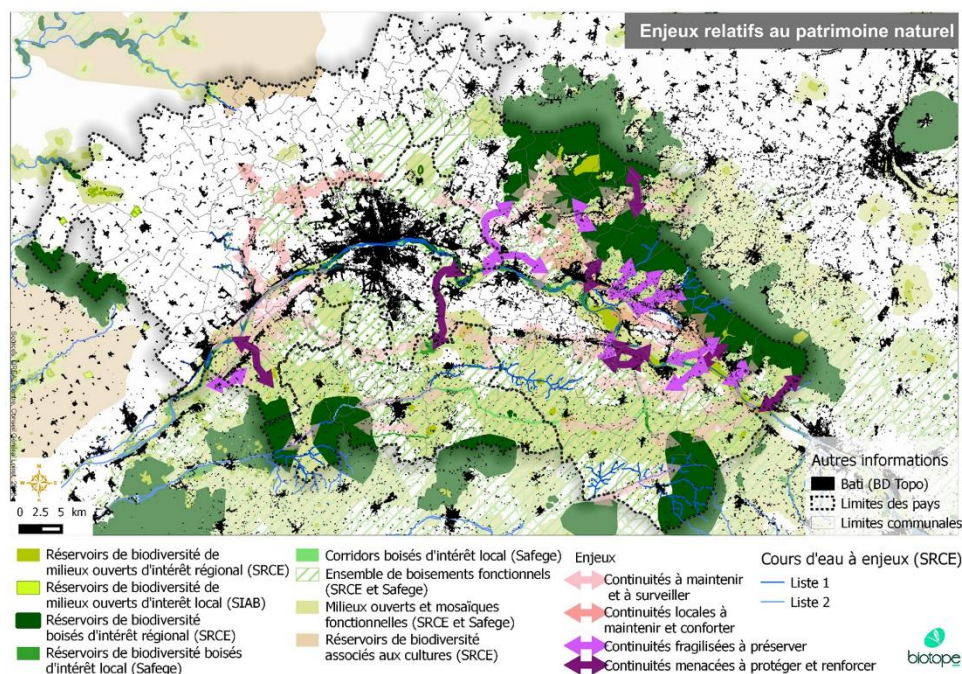 Enjeux relatifs au patrimoine naturel
Autres informations
Bati (BD Topo)
Limites des pays
Limites communales
0 2.5 5 km
Réservoirs de biodiversité de
milieux ouverts d'intérêt régional (SRCE)
Réservoirs de biodiversité de
milieux ouverts d'interêt local (SIAB)
Réservoirs de biodiversité
boisés d'intérêt régional (SRCE)
Réservoirs de biodiversité boisés
d'intérêt local (Safege)
Corridors boisés d'intérêt local (Safege)
Ensemble de boisements fonctionnels
(SRCE et Safege)
Milieux ouverts et mosaïques
fonctionnelles (SRCE et Safege)
Réservoirs de biodiversité
associés aux cultures (SRCE)
Enjeux
Continuités à maintenir
et à surveiller
Continuités locales à
maintenir et conforter
Continuités fragilisées à préserver
Continuités menacées à protéger et renforcer
Cours d'eau à enjeu (SRCE)
Liste 1
Liste 2
biotope